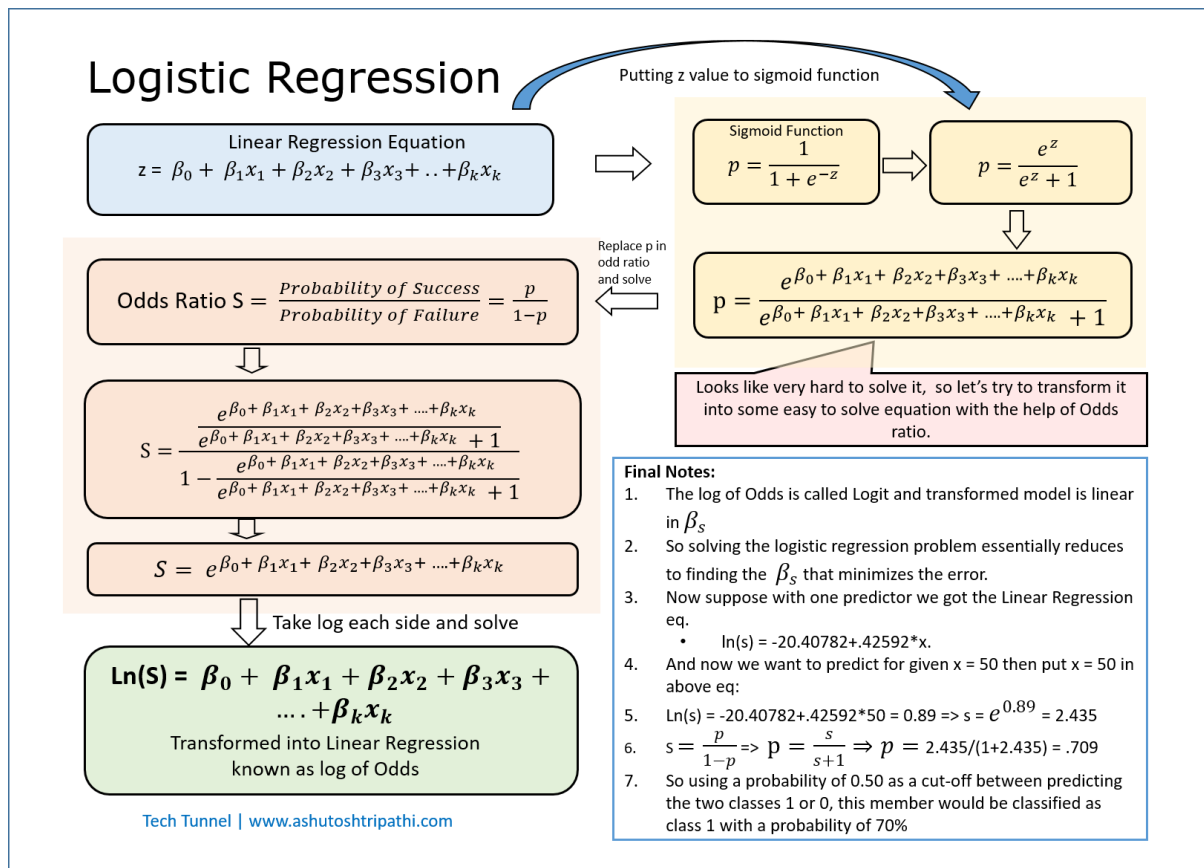 Logistic Regression
Putting z value to sigmoid function
Linear Regression Equation
z = β₀ + β₁x₁ + β₂x₂ + β₃x₃+ . . +βₖxₖ
Sigmoid Function
p = 1 / (1 + e^(−z))
p = e^z / (e^z + 1)
p = e^(β₀+ β₁x₁+ β₂x₂+β₃x₃+ ....+βₖxₖ) / (e^(β₀+ β₁x₁+ β₂x₂+β₃x₃+ ....+βₖxₖ) + 1)
Looks like very hard to solve it, so let's try to transform it
into some easy to solve equation with the help of Odds
ratio.
Replace p in
odd ratio
and solve
Odds Ratio S = Probability of Success / Probability of Failure = p / (1−p)
S = (e^(β₀+ β₁x₁+ β₂x₂+β₃x₃+ ....+βₖxₖ) / (e^(β₀+ β₁x₁+ β₂x₂+β₃x₃+ ....+βₖxₖ) + 1)) / (1 − e^(β₀+ β₁x₁+ β₂x₂+β₃x₃+ ....+βₖxₖ) / (e^(β₀+ β₁x₁+ β₂x₂+β₃x₃+ ....+βₖxₖ) + 1))
S = e^(β₀+ β₁x₁+ β₂x₂+β₃x₃+ ....+βₖxₖ)
Take log each side and solve
Ln(S) = β₀ + β₁x₁ + β₂x₂ + β₃x₃ +
.... +βₖxₖ
Transformed into Linear Regression
known as log of Odds
Final Notes:
1. The log of Odds is called Logit and transformed model is linear
in βₛ
2. So solving the logistic regression problem essentially reduces
to finding the βₛ that minimizes the error.
3. Now suppose with one predictor we got the Linear Regression
eq.
• ln(s) = -20.40782+.42592*x.
4. And now we want to predict for given x = 50 then put x = 50 in
above eq:
5. Ln(s) = -20.40782+.42592*50 = 0.89 => s = e^0.89 = 2.435
6. S = p / (1−p) => p = s / (s+1) ⇒ p = 2.435/(1+2.435) = .709
7. So using a probability of 0.50 as a cut-off between predicting
the two classes 1 or 0, this member would be classified as
class 1 with a probability of 70%
Tech Tunnel | www.ashutoshtripathi.com